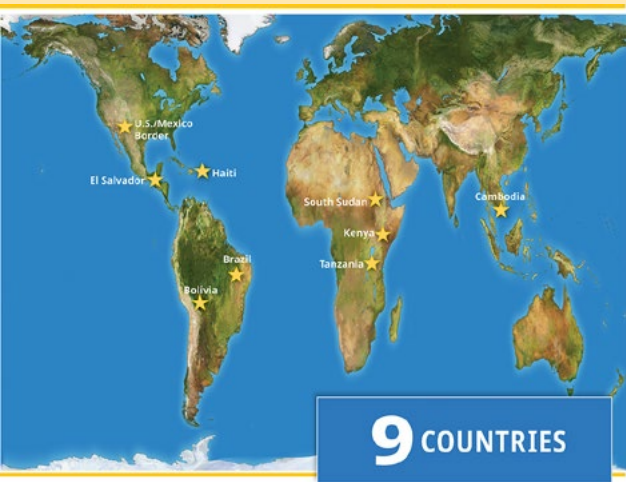 U.S./Mexico
Border
Haiti
El Salvador
Cambodia
South Sudan
Kenya
Tanzania
Brazil
Bolivia
9 COUNTRIES